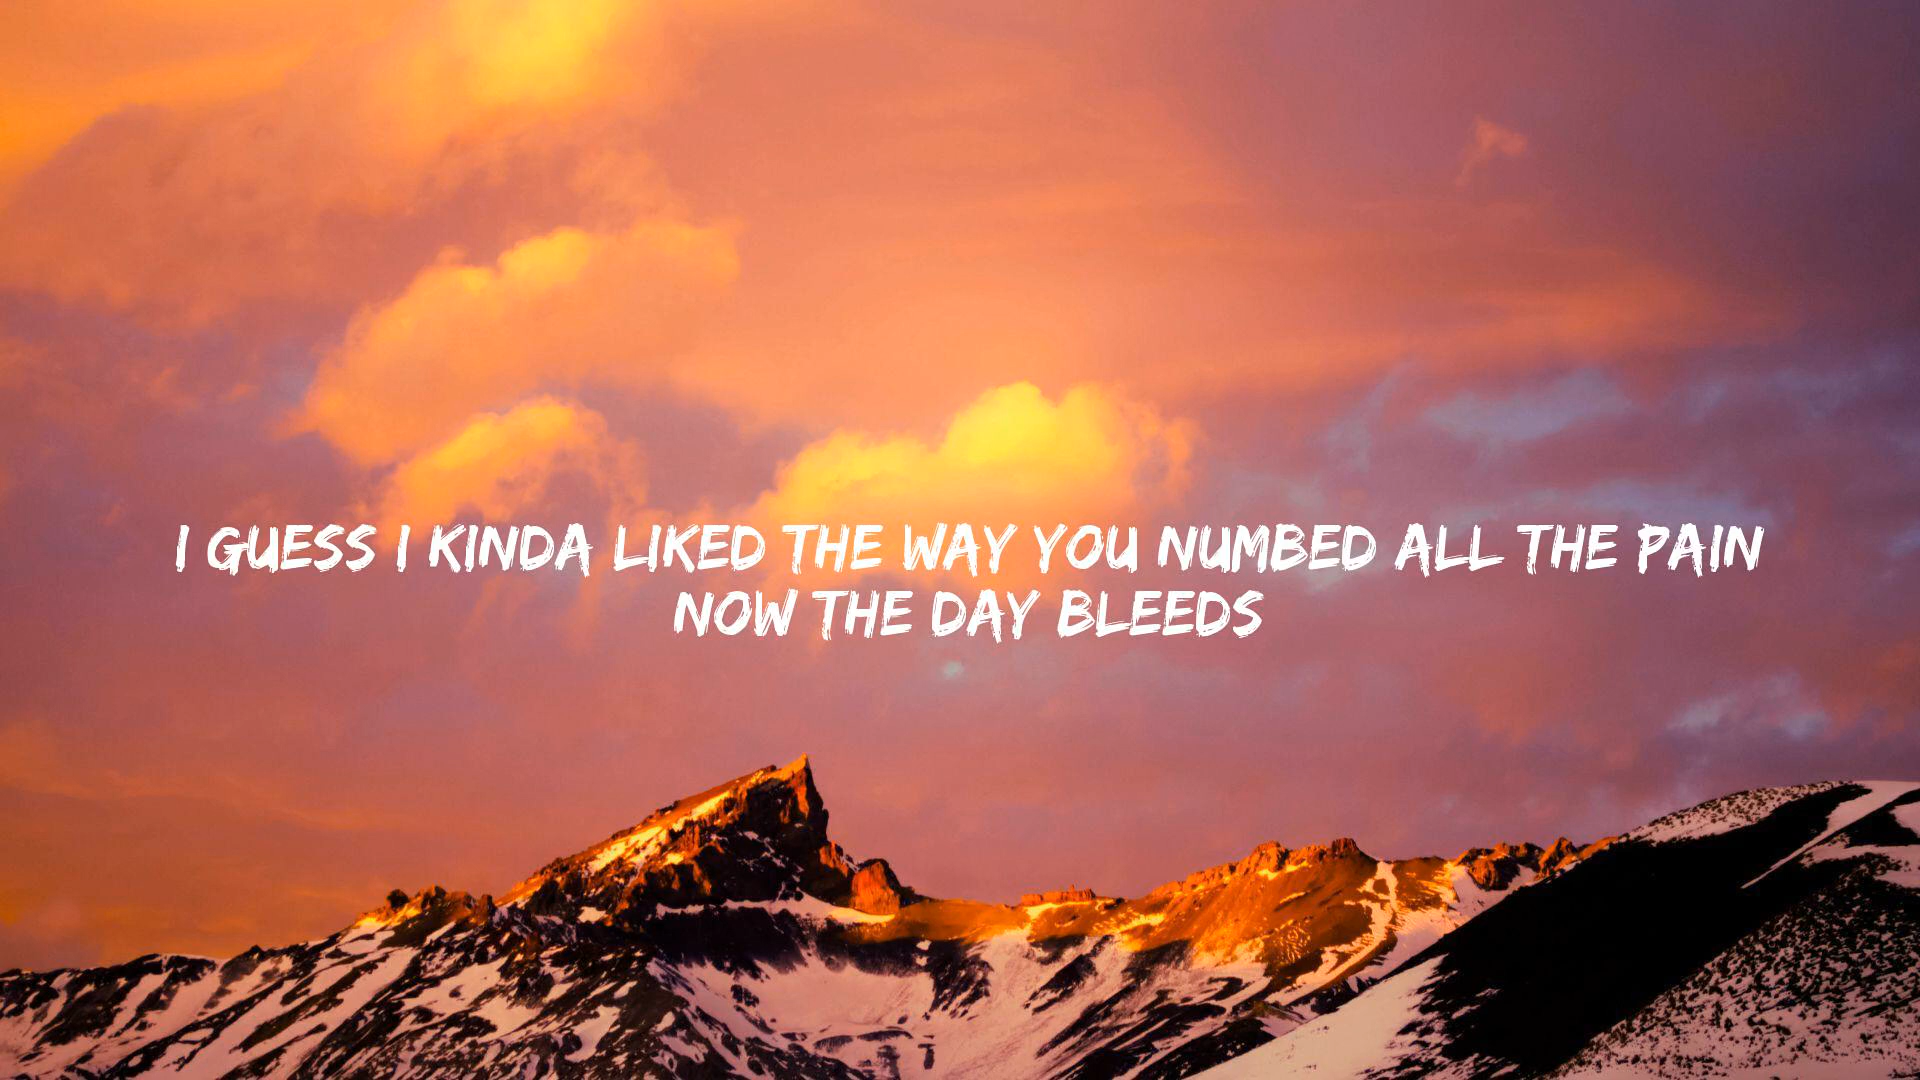 I GUESS I KINDA LIKED THE WAY YOU NUMBED ALL THE PAIN
NOW THE DAY BLEEDS